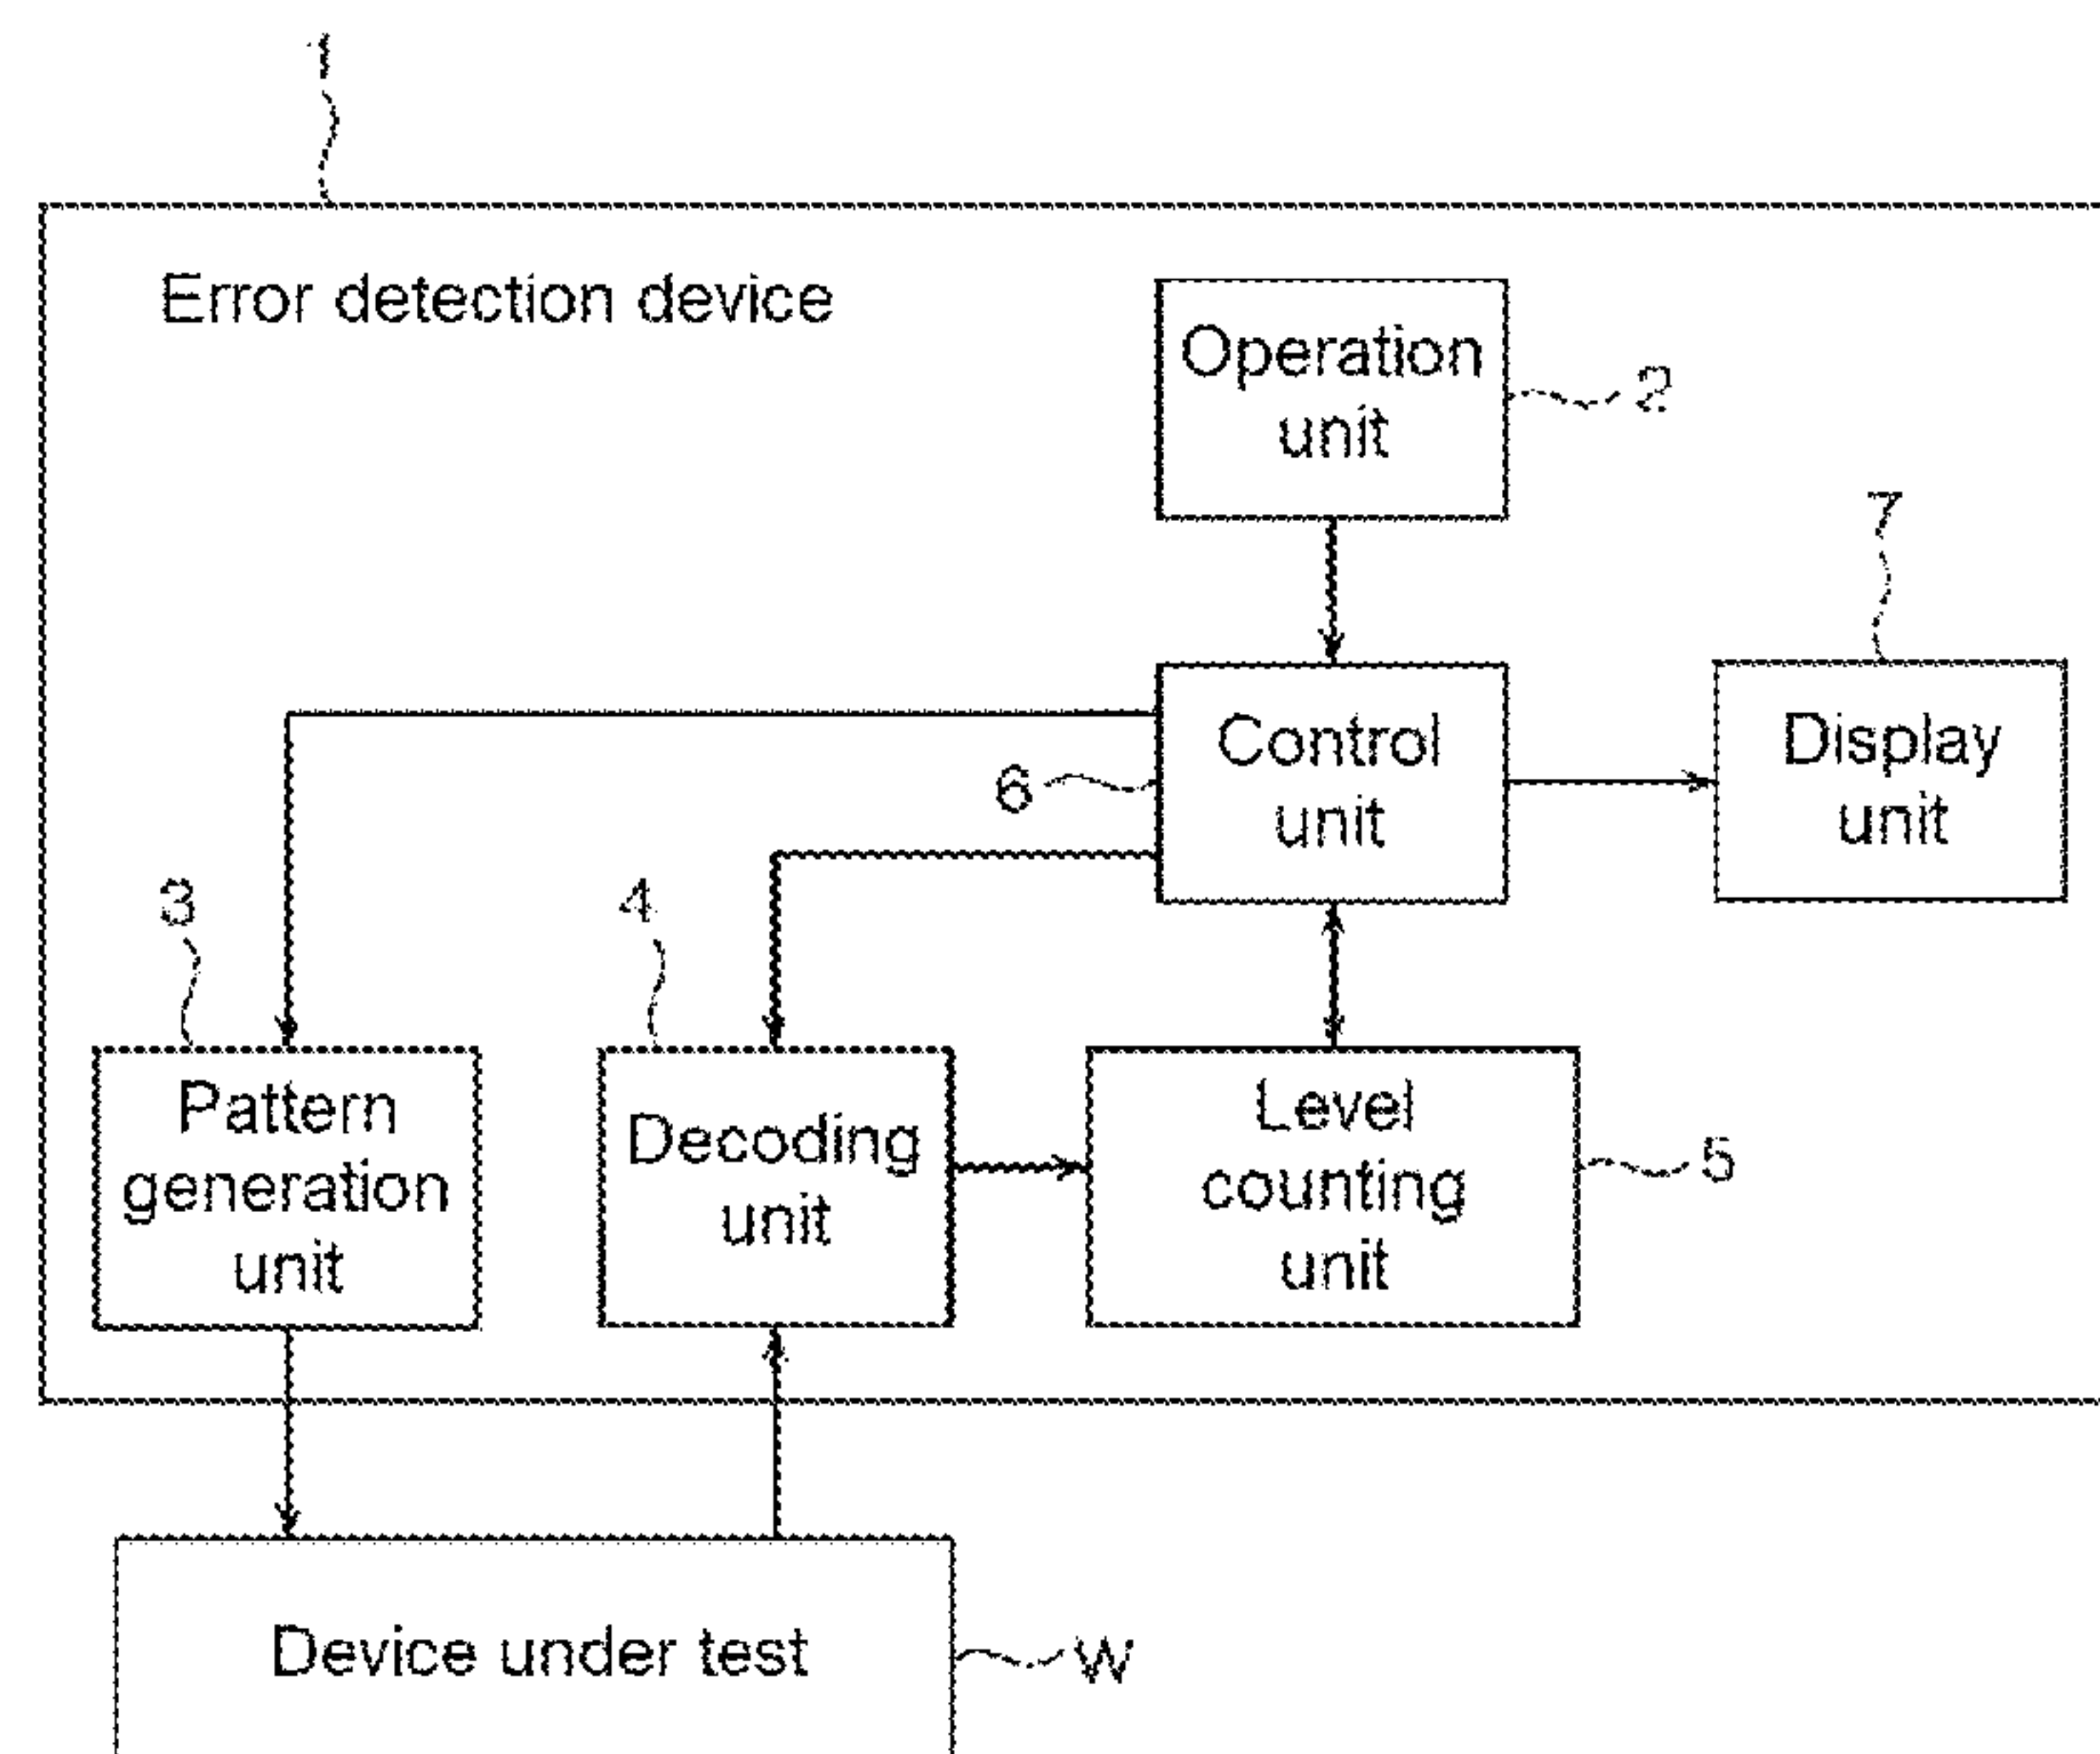 1
Error detection device
Operation
unit
2
7
Control
unit
6
Display
unit
3
4
Pattern
generation
unit
Decoding
unit
Level
counting
unit
5
Device under test
W